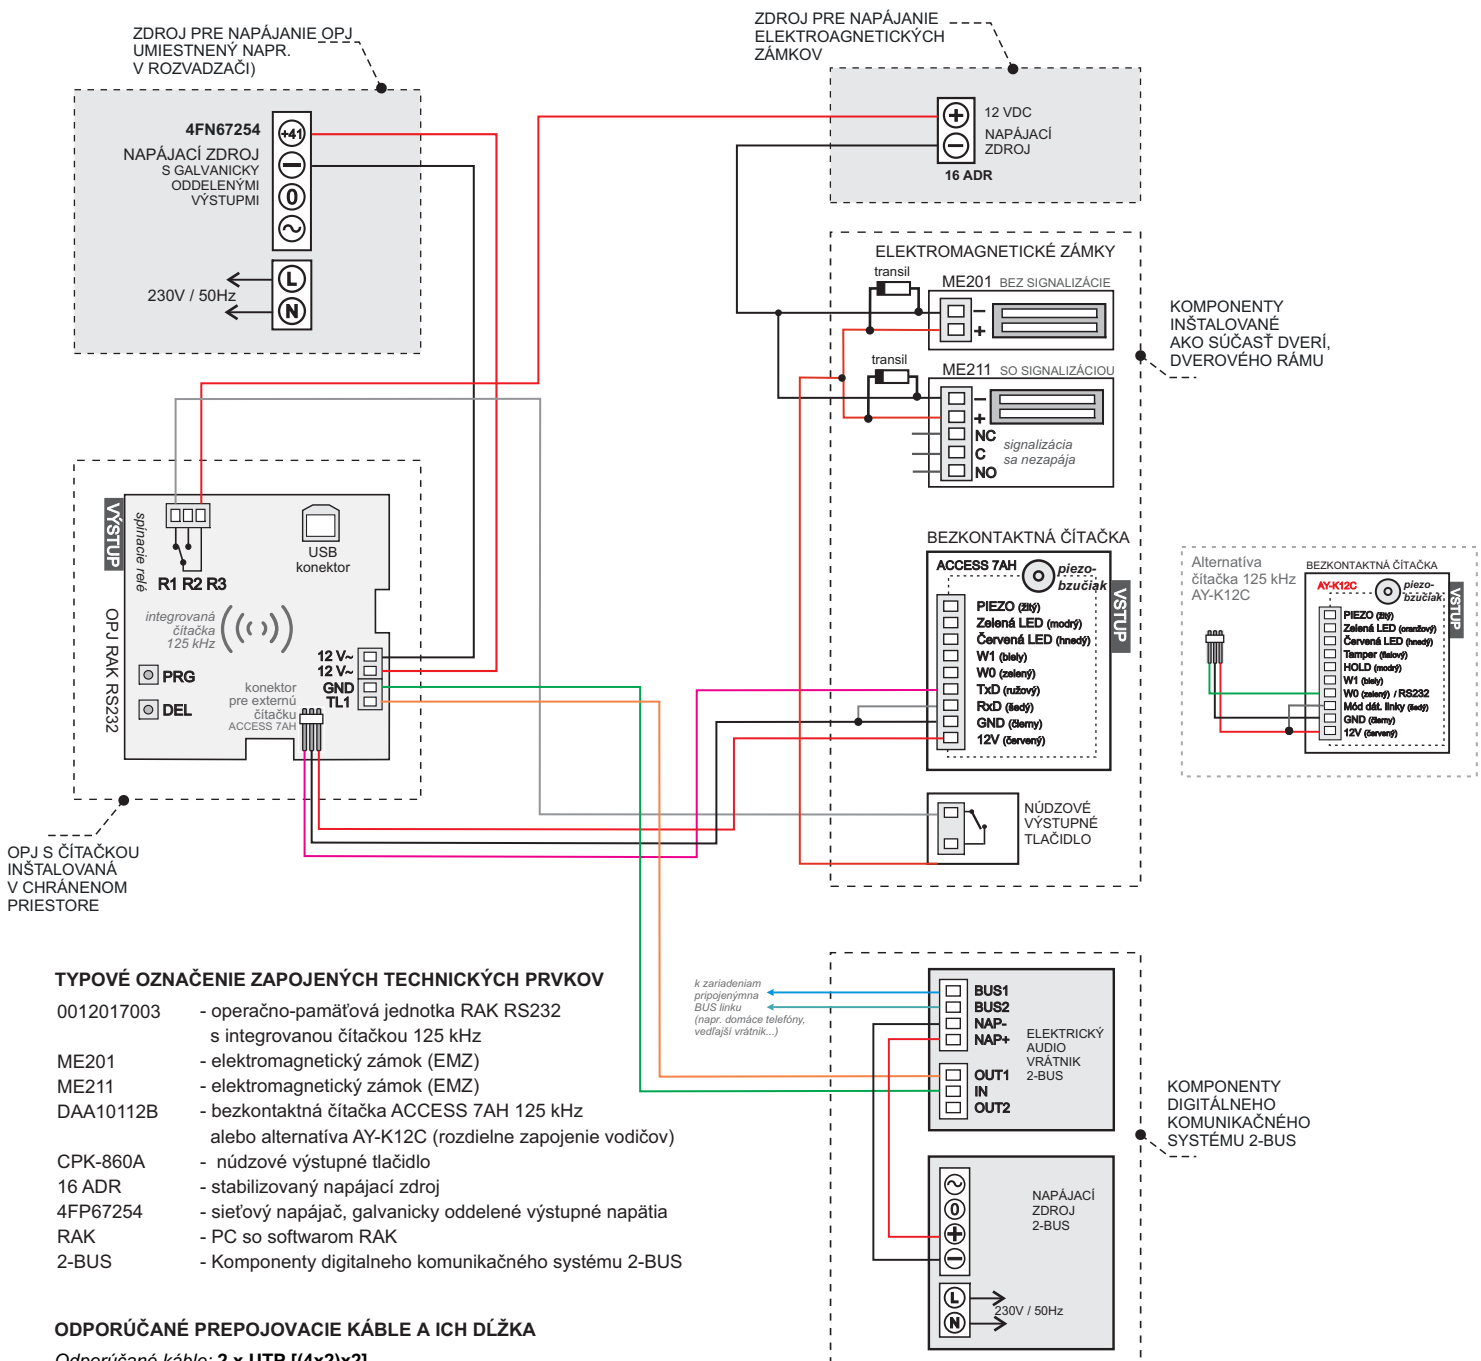 ZDROJ PRE NAPÁJANIE OPJ
UMIESTNENÝ NAPR.
V ROZVADZAČI)
4FN67254
NAPÁJACÍ ZDROJ
S GALVANICKY
ODDELENÝMI
VÝSTUPMI
+41
0
L
N
230V / 50Hz
ZDROJ PRE NAPÁJANIE
ELEKTROAGNETICKÝCH
ZÁMKOV
12 VDC
NAPÁJACÍ
ZDROJ
16 ADR
ELEKTROMAGNETICKÉ ZÁMKY
transil
ME201 BEZ SIGNALIZÁCIE
−
+
transil
ME211 SO SIGNALIZÁCIOU
−
+
NC
C
NO
signalizácia
sa nezapája
KOMPONENTY
INŠTALOVANÉ
AKO SÚČASŤ DVERÍ,
DVEROVÉHO RÁMU
VÝSTUP
spínacie relé
R1 R2 R3
USB
konektor
OPJ RAK RS232
integrovaná
čítačka
125 kHz
PRG
DEL
12 V~
12 V~
GND
TL1
konektor
pre externú
čítačku
ACCESS 7AH
OPJ S ČÍTAČKOU
INŠTALOVANÁ
V CHRÁNENOM
PRIESTORE
BEZKONTAKTNÁ ČÍTAČKA
ACCESS 7AH
piezo-
bzučiak
VSTUP
PIEZO (žltý)
Zelená LED (modrý)
Červená LED (hnedý)
W1 (biely)
W0 (zelený)
TxD (ružový)
RxD (šedý)
GND (čierny)
12V (červený)
NÚDZOVÉ
VÝSTUPNÉ
TLAČIDLO
Alternatíva
čítačka 125 kHz
AY-K12C
BEZKONTAKTNÁ ČÍTAČKA
AY-K12C
piezo-
bzučiak
VSTUP
PIEZO (žltý)
Zelená LED (oranžový)
Červená LED (hnedý)
Tamper (fialový)
HOLD (modrý)
W1 (biely)
W0 (zelený) / RS232
Mód dát. linky (šedý)
GND (čierny)
12V (červený)
TYPOVÉ OZNAČENIE ZAPOJENÝCH TECHNICKÝCH PRVKOV
0012017003 - operačno-pamäťová jednotka RAK RS232
s integrovanou čítačkou 125 kHz
ME201 - elektromagnetický zámok (EMZ)
ME211 - elektromagnetický zámok (EMZ)
DAA10112B - bezkontaktná čítačka ACCESS 7AH 125 kHz
alebo alternatíva AY-K12C (rozdielne zapojenie vodičov)
CPK-860A - núdzové výstupné tlačidlo
16 ADR - stabilizovaný napájací zdroj
4FP67254 - sieťový napájač, galvanicky oddelené výstupné napätia
RAK - PC so softwarom RAK
2-BUS - Komponenty digitalneho komunikačného systému 2-BUS
ODPORÚČANÉ PREPOJOVACIE KÁBLE A ICH DĹŽKA
Odporúčané káble: 2 x UTP [(4x2)x2]
k zariadeniam
pripojenýmna
BUS linku
(napr. domáce telefóny,
vedľajší vrátnik...)
BUS1
BUS2
NAP-
NAP+
OUT1
IN
OUT2
ELEKTRICKÝ
AUDIO
VRÁTNIK
2-BUS
KOMPONENTY
DIGITÁLNEHO
KOMUNIKAČNÉHO
SYSTÉMU 2-BUS
0
NAPÁJACÍ
ZDROJ
2-BUS
L
N
230V / 50Hz